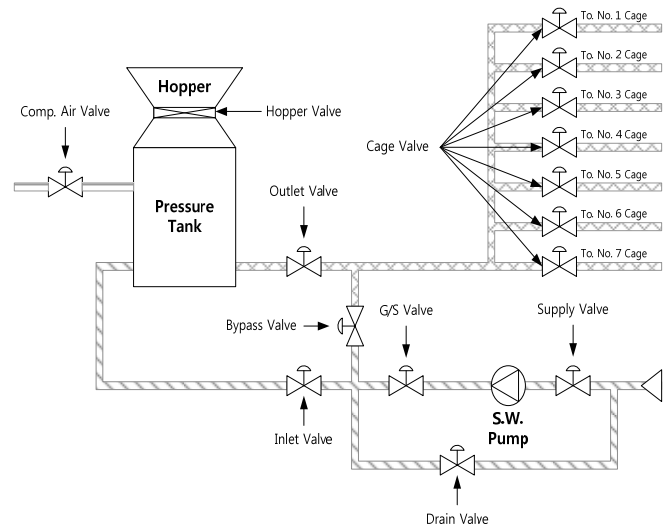 To. No. 1 Cage
To. No. 2 Cage
To. No. 3 Cage
To. No. 4 Cage
To. No. 5 Cage
To. No. 6 Cage
To. No. 7 Cage
Hopper
Hopper Valve
Comp. Air Valve
Cage Valve
Outlet Valve
Pressure
Tank
Bypass Valve
G/S Valve
Supply Valve
Inlet Valve
S.W.
Pump
Drain Valve